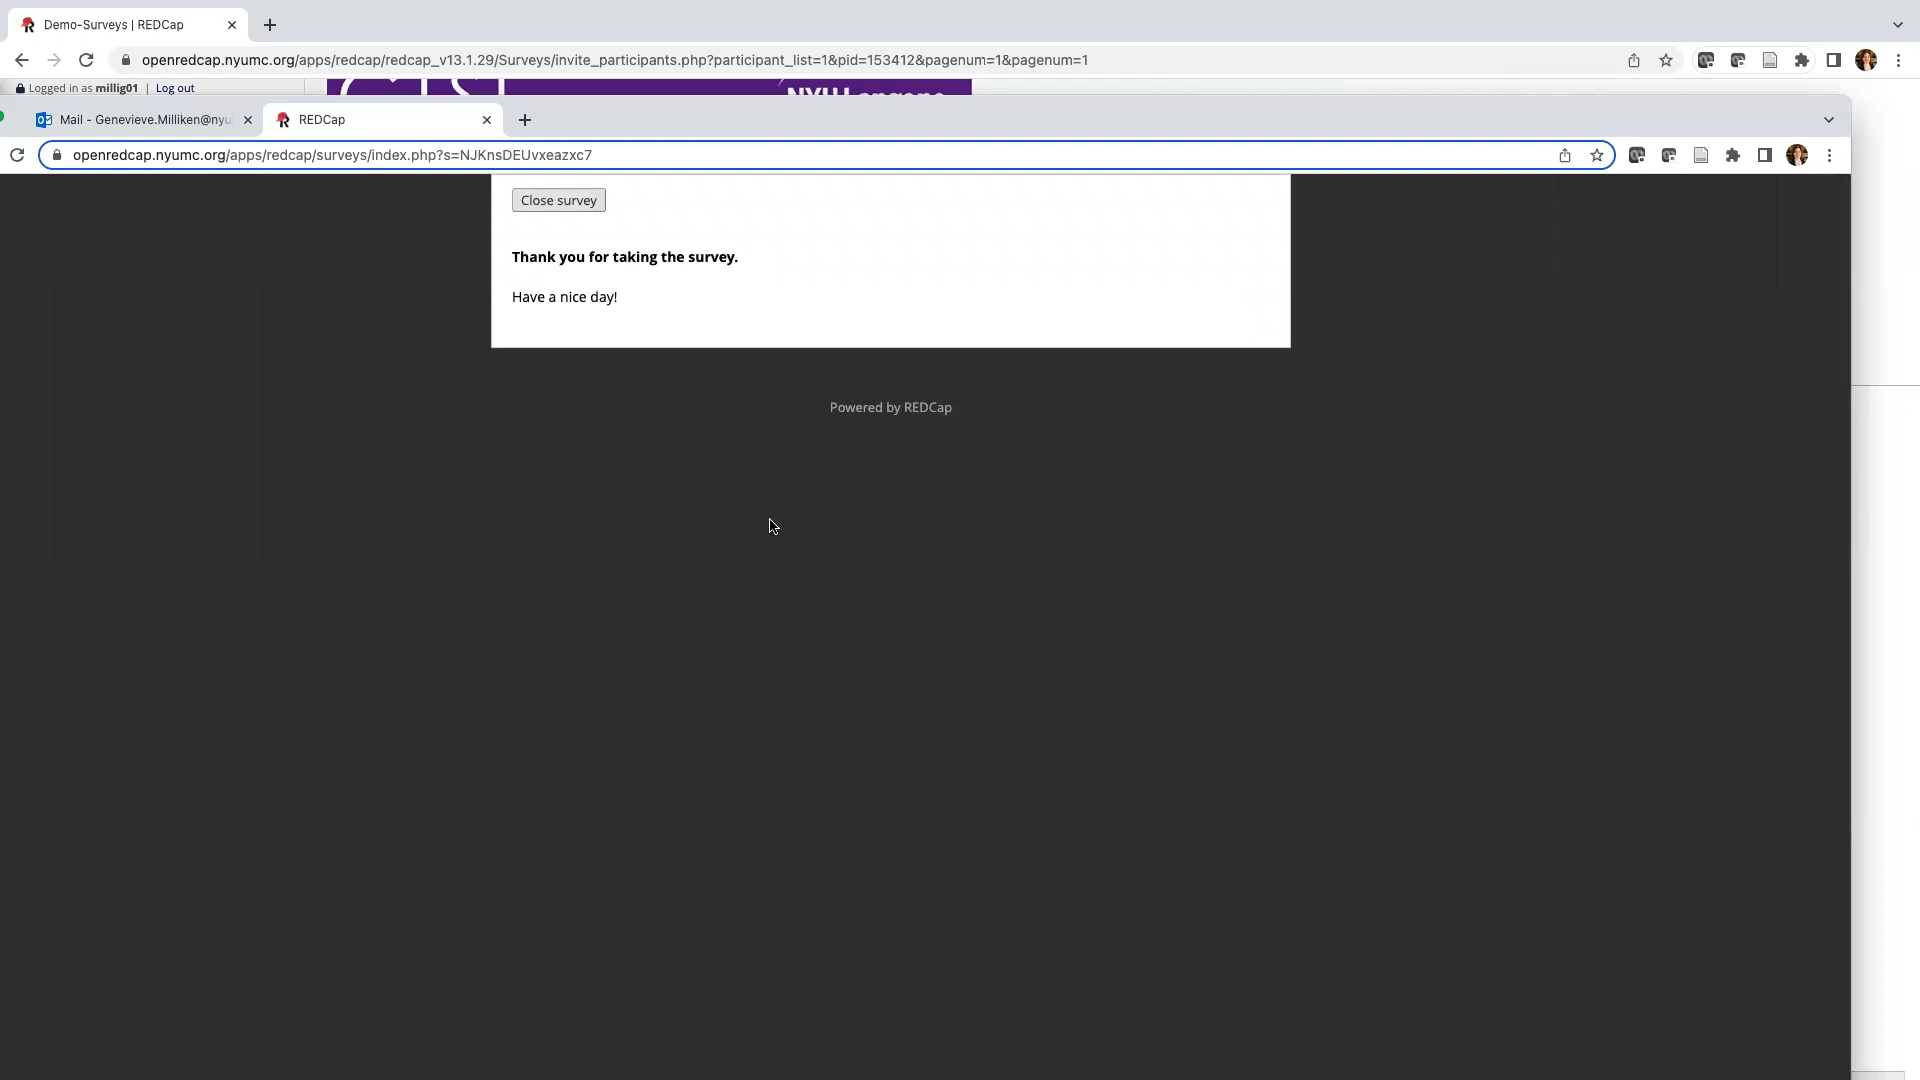 Demo-Surveys | REDCap
openredcap.nyumc.org/apps/redcap/redcap_v13.1.29/Surveys/invite_participants.php?participant_list=1&pid=153412&pagenum=1&pagenum=1
Logged in as millig01 | Log out
Mail - Genevieve.Milliken@nyu
REDCap
openredcap.nyumc.org/apps/redcap/surveys/index.php?s=NJKnsDEUvxeazxc7
Close survey
Thank you for taking the survey.
Have a nice day!
Powered by REDCap